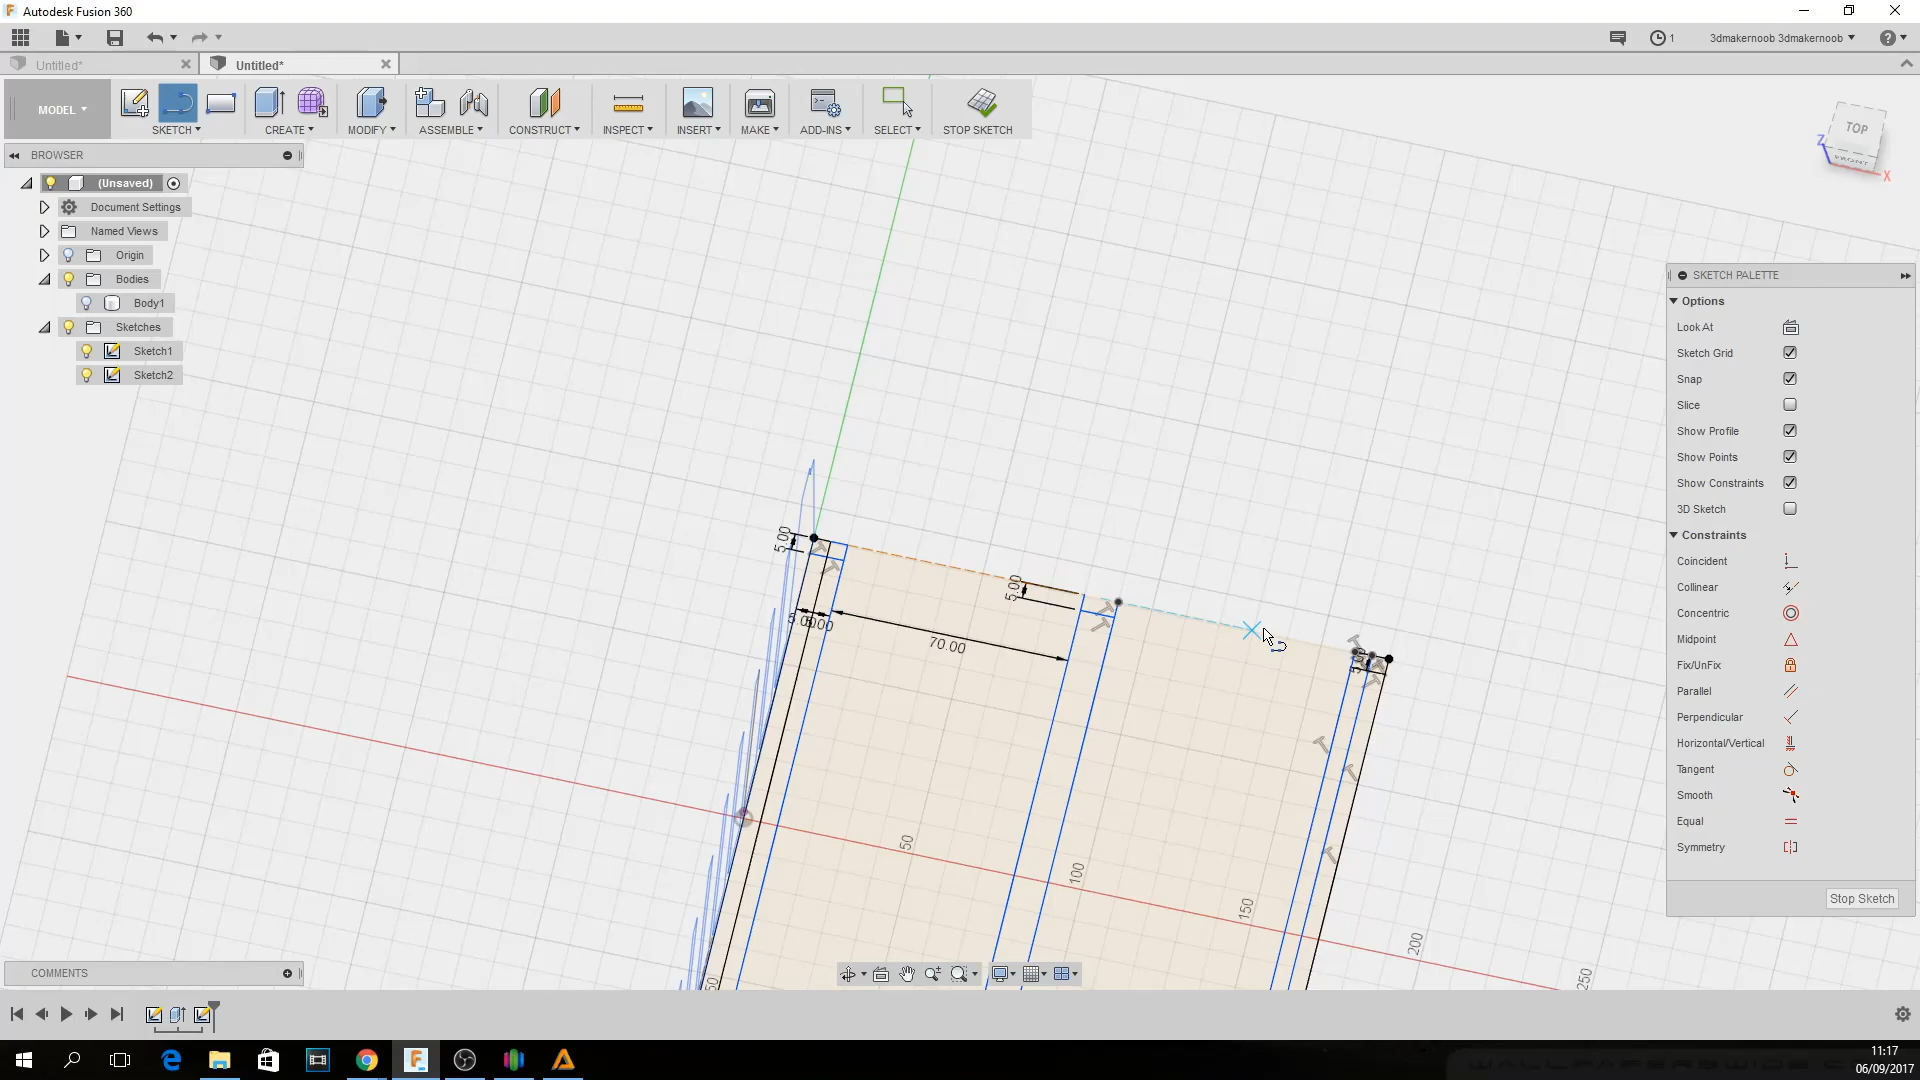 Autodesk Fusion 360
1
3dmakernoob 3dmakernoob
Untitled*
Untitled*
MODEL
SKETCH
CREATE
MODIFY
ASSEMBLE
CONSTRUCT
INSPECT
INSERT
MAKE
ADD-INS
SELECT
STOP SKETCH
TOP
FRONT
Z
X
BROWSER
(Unsaved)
Document Settings
Named Views
Origin
Bodies
Body1
Sketches
Sketch1
Sketch2
SKETCH PALETTE
Options
Look At
Sketch Grid
Snap
Slice
Show Profile
Show Points
Show Constraints
3D Sketch
Constraints
Coincident
Collinear
Concentric
Midpoint
Fix/UnFix
Parallel
Perpendicular
Horizontal/Vertical
Tangent
Smooth
Equal
Symmetry
Stop Sketch
5.00
5.00
70.00
50
100
150
200
250
50
COMMENTS
11:17
06/09/2017